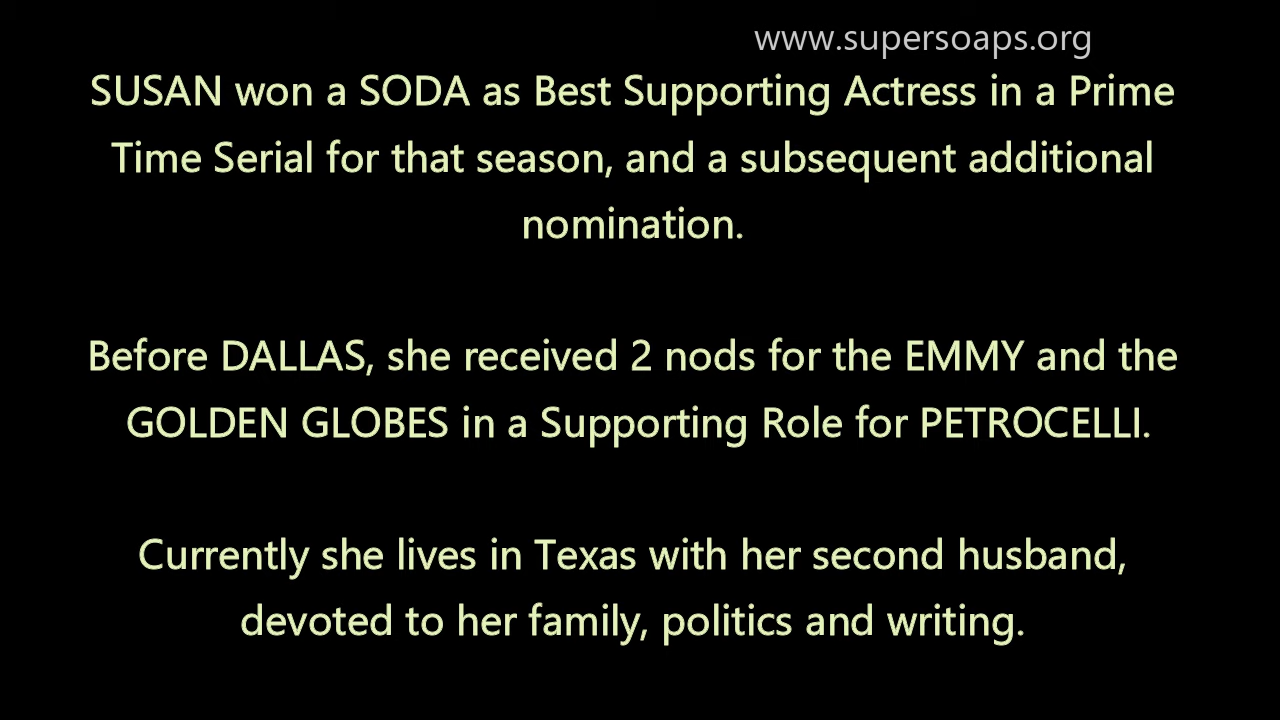 www.supersoaps.org
SUSAN won a SODA as Best Supporting Actress in a Prime
Time Serial for that season, and a subsequent additional
nomination.
Before DALLAS, she received 2 nods for the EMMY and the
GOLDEN GLOBES in a Supporting Role for PETROCELLI.
Currently she lives in Texas with her second husband,
devoted to her family, politics and writing.